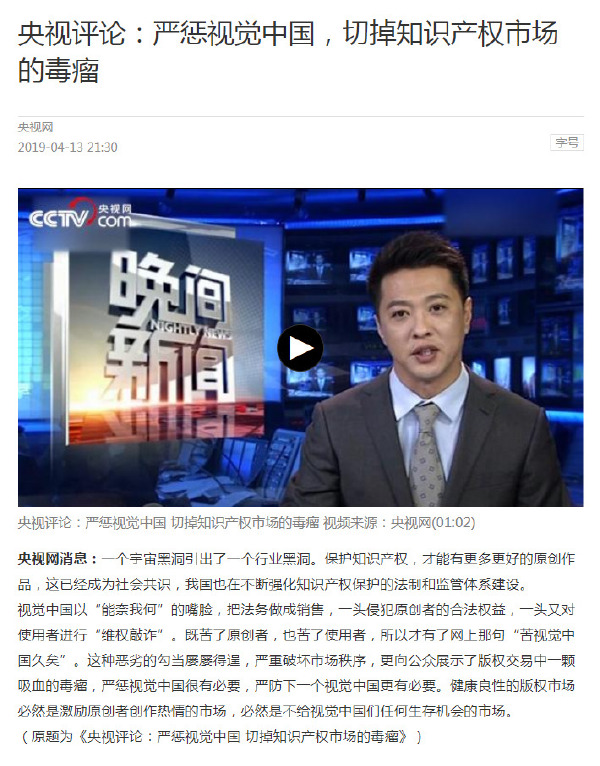 央视评论：严惩视觉中国，切掉知识产权市场
的毒瘤
央视网
2019-04-13 21:30
字号
CCTV 央视网
com
晚间
NIGHTLY NEWS
新闻
央视评论：严惩视觉中国 切掉知识产权市场的毒瘤 视频来源：央视网(01:02)
央视网消息：一个宇宙黑洞引出了一个行业黑洞。保护知识产权，才能有更多更好的原创作
品，这已经成为社会共识，我国也在不断强化知识产权保护的法制和监管体系建设。
视觉中国以“能奈我何”的嘴脸，把法务做成销售，一头侵犯原创者的合法权益，一头又对
使用者进行“维权敲诈”。既苦了原创者，也苦了使用者，所以才有了网上那句“苦视觉中
国久矣”。这种恶劣的勾当屡屡得逞，严重破坏市场秩序，更向公众展示了版权交易中一颗
吸血的毒瘤，严惩视觉中国很有必要，严防下一个视觉中国更有必要。健康良性的版权市场
必然是激励原创者创作热情的市场，必然是不给视觉中国们任何生存机会的市场。
（原题为《央视评论：严惩视觉中国 切掉知识产权市场的毒瘤》）